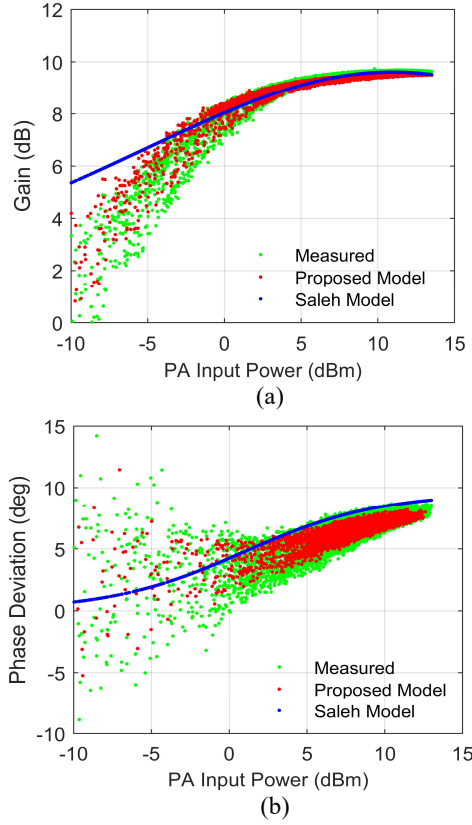 12
10
8
6
4
2
0
Gain (dB)
Measured
Proposed Model
Saleh Model
-10 -5 0 5 10 15
PA Input Power (dBm)
(a)
15
10
5
0
-5
-10
Phase Deviation (deg)
Measured
Proposed Model
Saleh Model
-10 -5 0 5 10 15
PA Input Power (dBm)
(b)